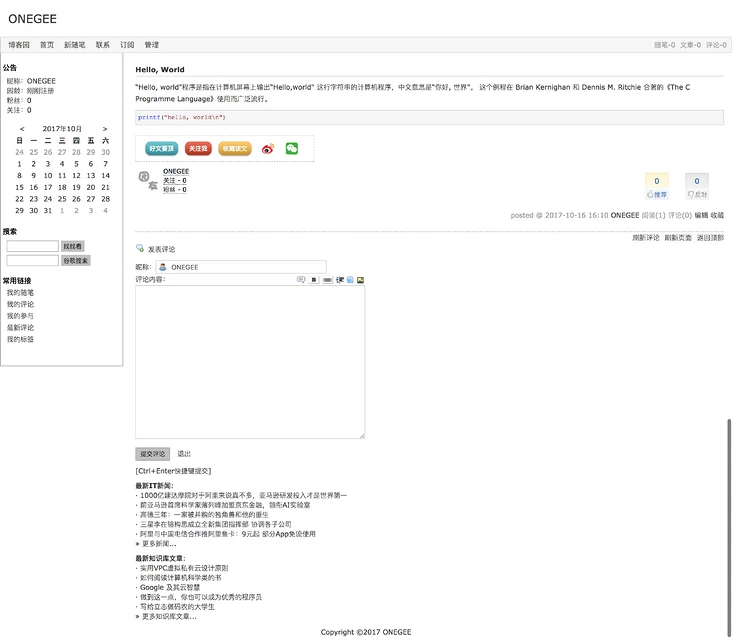 ONEGEE
博客园 首页 新随笔 联系 订阅 管理 随笔-0 文章-0 评论-0
公告
昵称: ONEGEE
园龄: 刚刚注册
粉丝: 0
关注: 0
< 2017年10月 >
日 一 二 三 四 五 六
24 25 26 27 28 29 30
1 2 3 4 5 6 7
8 9 10 11 12 13 14
15 16 17 18 19 20 21
22 23 24 25 26 27 28
29 30 31 1 2 3 4
搜索
找找看
谷歌搜索
常用链接
我的随笔
我的评论
我的参与
最新评论
我的标签
Hello, World
"Hello, world"程序是指在计算机屏幕上输出"Hello,world" 这行字符串的计算机程序, 中文意思是"你好, 世界"。 这个例程在 Brian Kernighan 和 Dennis M. Ritchie 合著的《The C
Programme Language》使用而广泛流行。
printf("hello, world\n")
好文要顶 关注我 收藏该文
ONEGEE
关注 - 0
粉丝 - 0
0 0
推荐 反对
posted @ 2017-10-16 16:10 ONEGEE 阅读(1) 评论(0) 编辑 收藏
刷新评论 刷新页面 返回顶部
发表评论
昵称: ONEGEE
评论内容:
B
提交评论 退出
[Ctrl+Enter快捷键提交]
最新IT新闻:
· 1000亿建达摩院对于阿里来说真不多, 亚马逊研发投入才是世界第一
· 前亚马逊首席科学家薄列峰加盟京东金融, 领衔AI实验室
· 高德三年: 一家被并购的独角兽和他的重生
· 三星李在镕构思成立全新集团指挥部 协调各子公司
· 阿里与中国电信合作推阿里鱼卡: 9元起 部分App免流使用
» 更多新闻...
最新知识库文章:
· 实用VPC虚拟私有云设计原则
· 如何阅读计算机科学类的书
· Google 及其云智慧
· 做到这一点, 你也可以成为优秀的程序员
· 写给立志做码农的大学生
» 更多知识库文章...
Copyright ©2017 ONEGEE